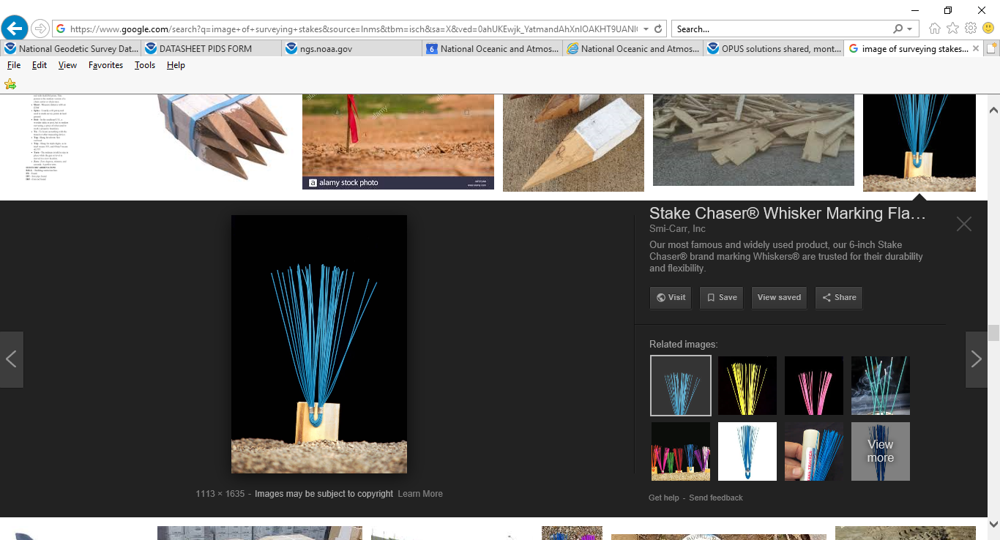 https://www.google.com/search?q=image+of+surveying+stakes&source=lnms&tbm=isch&sa=X&ved=0ahUKEwjk_YatmandAhXnIOAKHT9UANI
Search...
National Geodetic Survey Dat...
DATASHEET PIDS FORM
ngs.noaa.gov
6 National Oceanic and Atmos...
National Oceanic and Atmos...
OPUS solutions shared, mont...
image of surveying stakes...
File Edit View Favorites Tools Help
alamy
a alamy stock photo
www.alamy.com
Stake Chaser® Whisker Marking Fla…
Smi-Carr, Inc
Our most famous and widely used product, our 6-inch Stake
Chaser® brand marking Whiskers® are trusted for their durability
and flexibility.
Visit Save View saved Share
Related images:
View
more
1113 × 1635 - Images may be subject to copyright Learn More
Get help - Send feedback